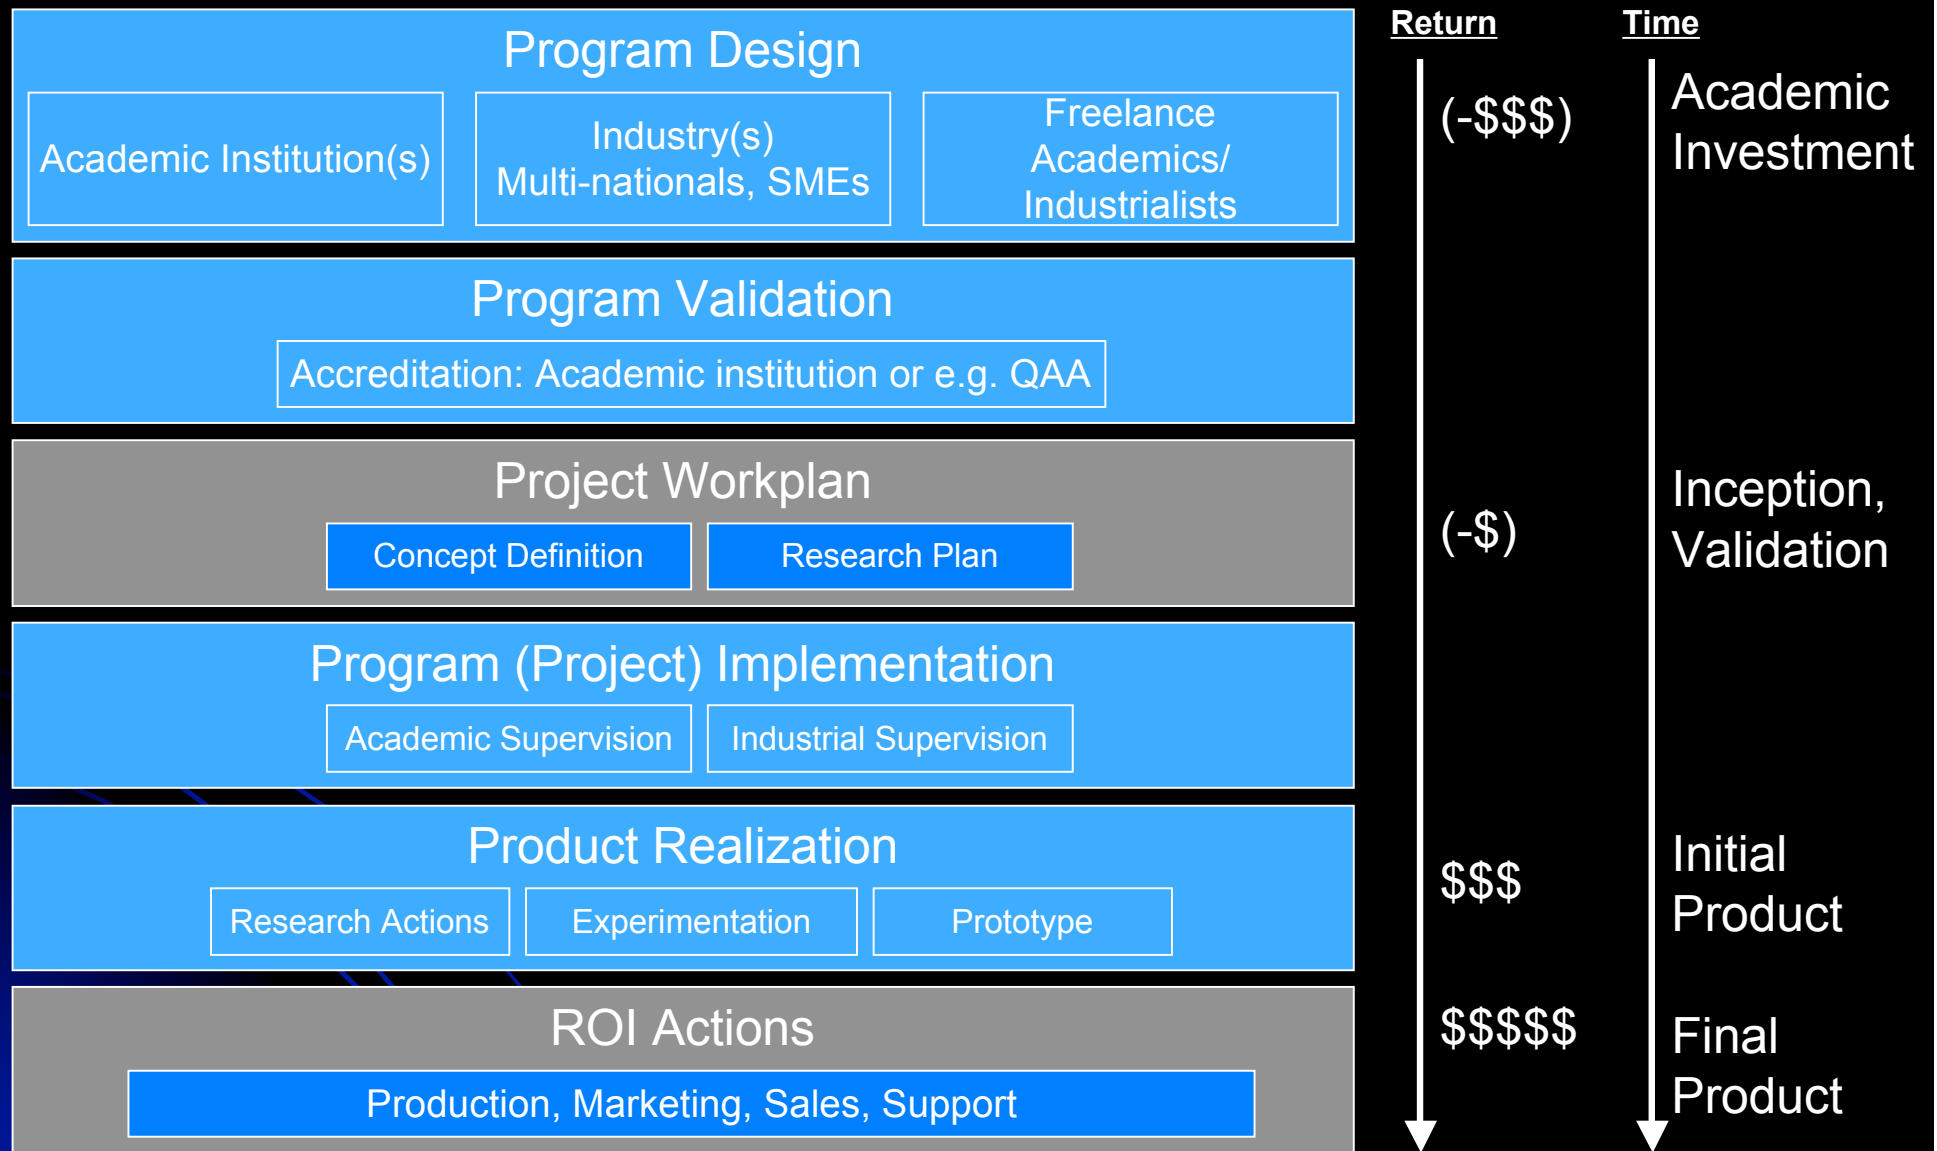 Program Design
Academic Institution(s)
Industry(s)
Multi-nationals, SMEs
Freelance
Academics/
Industrialists
Program Validation
Accreditation: Academic institution or e.g. QAA
Project Workplan
Concept Definition
Research Plan
Program (Project) Implementation
Academic Supervision
Industrial Supervision
Product Realization
Research Actions
Experimentation
Prototype
ROI Actions
Production, Marketing, Sales, Support
Return
(-$$$)
(-$)
$$$
$$$$$
Time
Academic
Investment
Inception,
Validation
Initial
Product
Final
Product